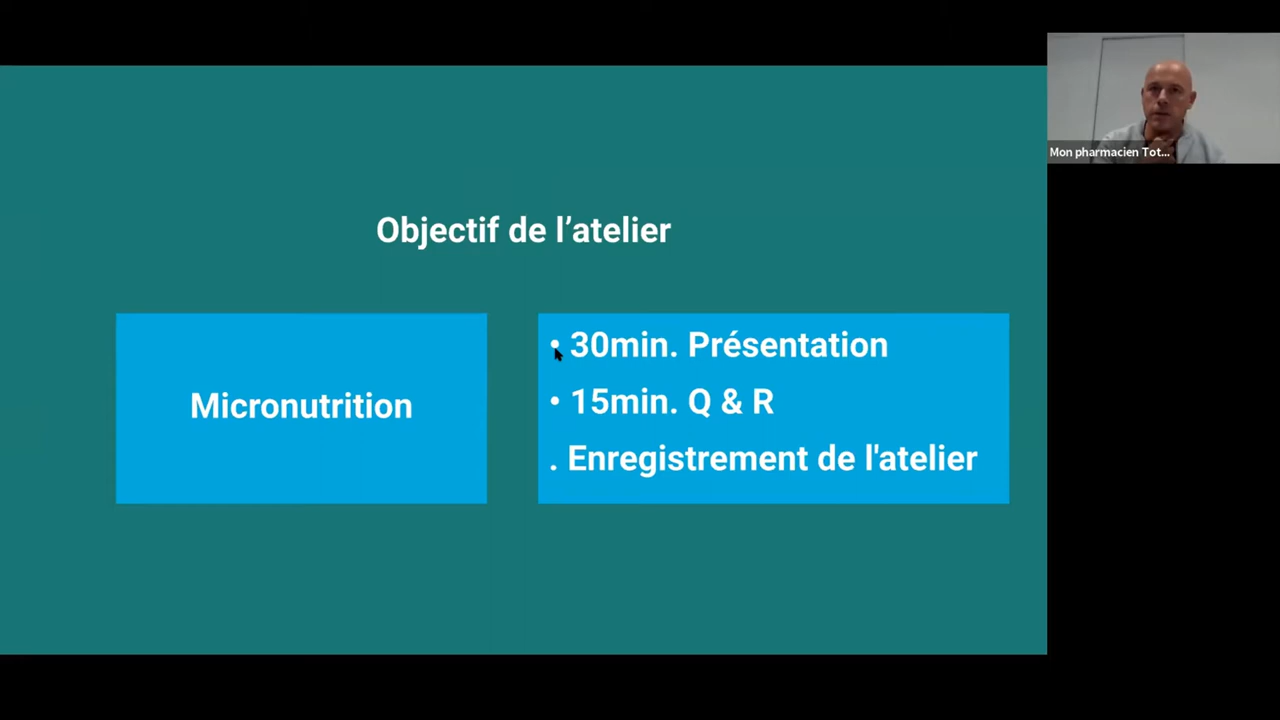 Mon pharmacien Tot...
Objectif de l’atelier
Micronutrition
• 30min. Présentation
• 15min. Q & R
. Enregistrement de l'atelier